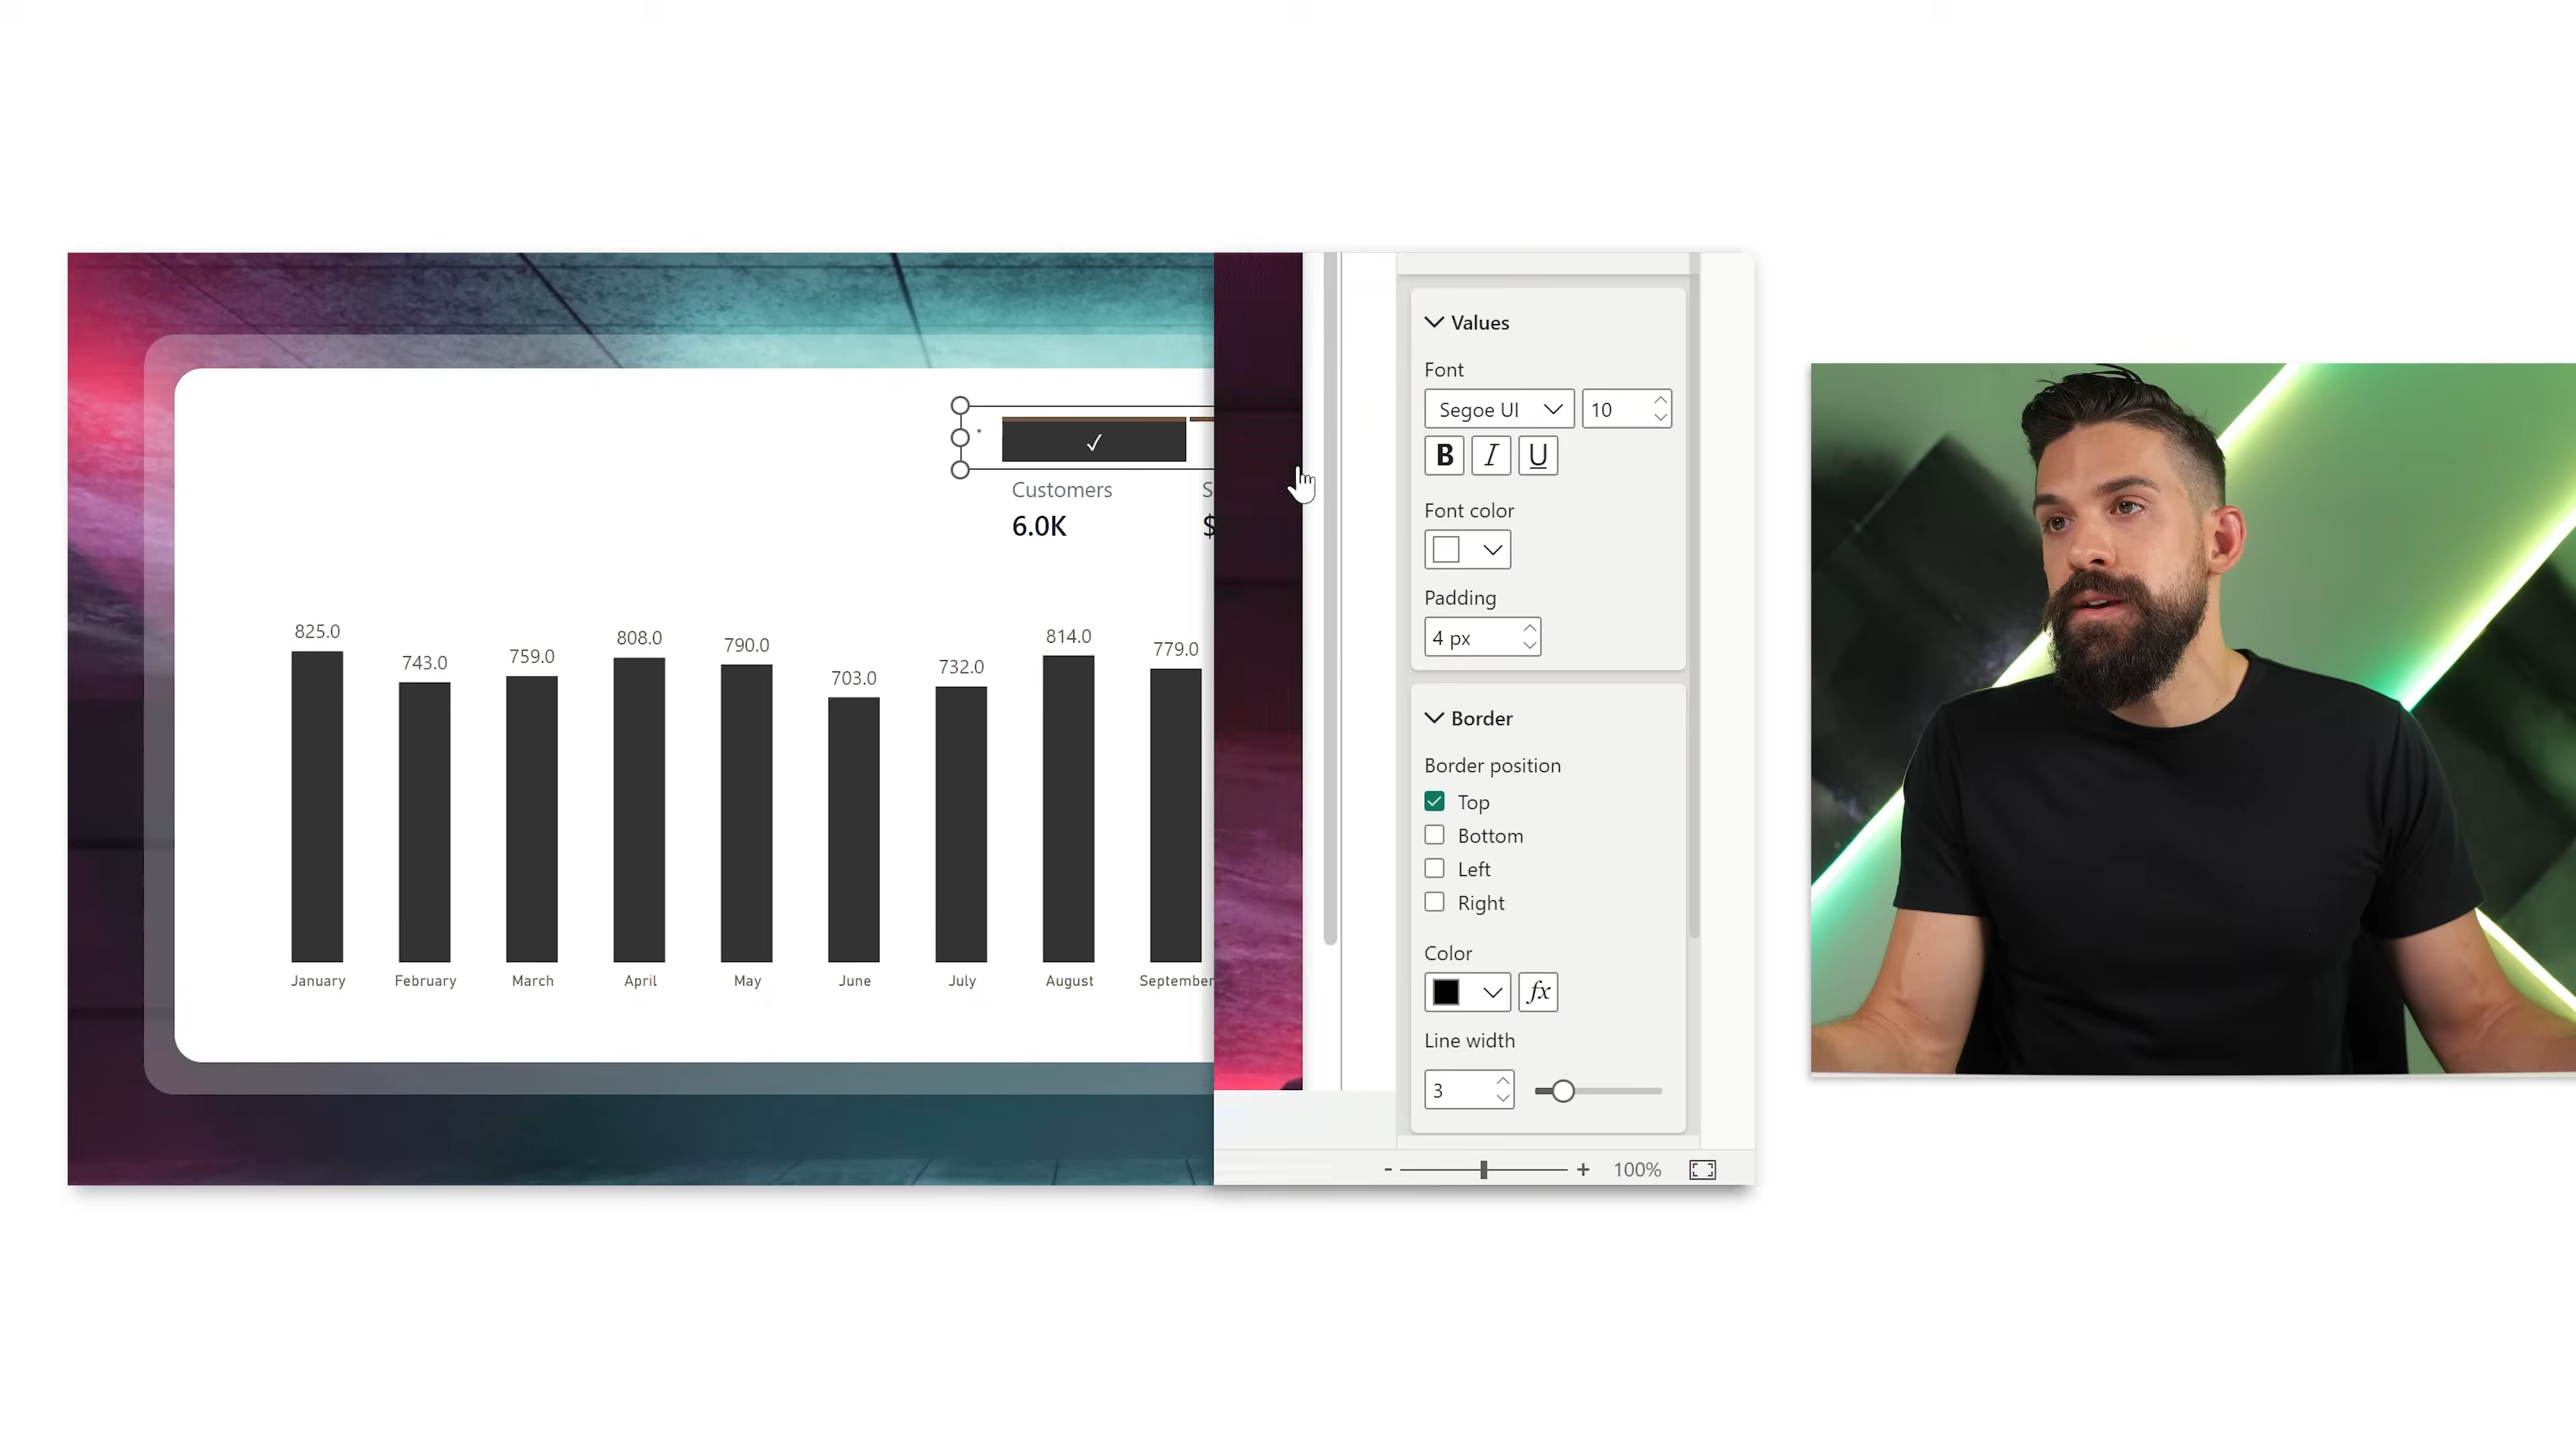 ✓
Customers
S
6.0K
$
825.0
743.0
759.0
808.0
790.0
703.0
732.0
814.0
779.0
January
February
March
April
May
June
July
August
September
Values
Font
Segoe UI
10
B I U
Font color
Padding
4 px
Border
Border position
Top
Bottom
Left
Right
Color
fx
Line width
3
- + 100%